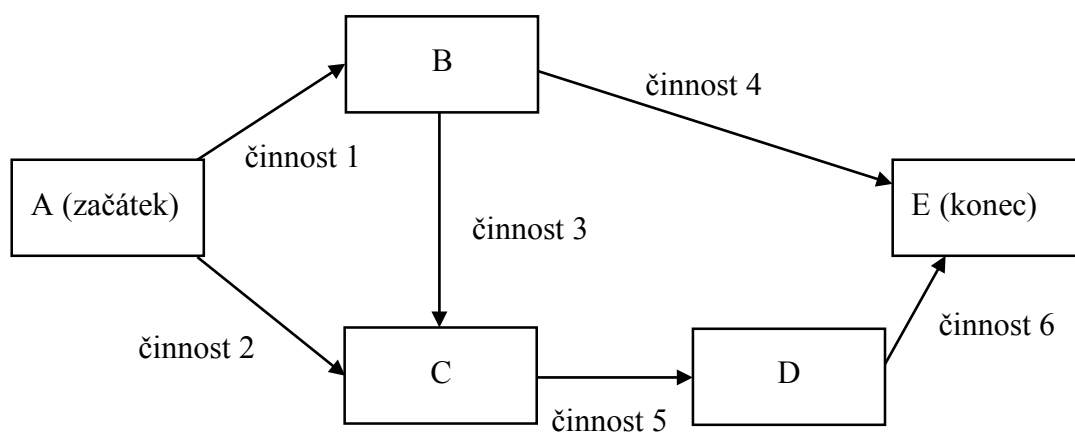 B
činnost 4
činnost 1
A (začátek)
E (konec)
činnost 3
činnost 2
činnost 6
C
D
činnost 5